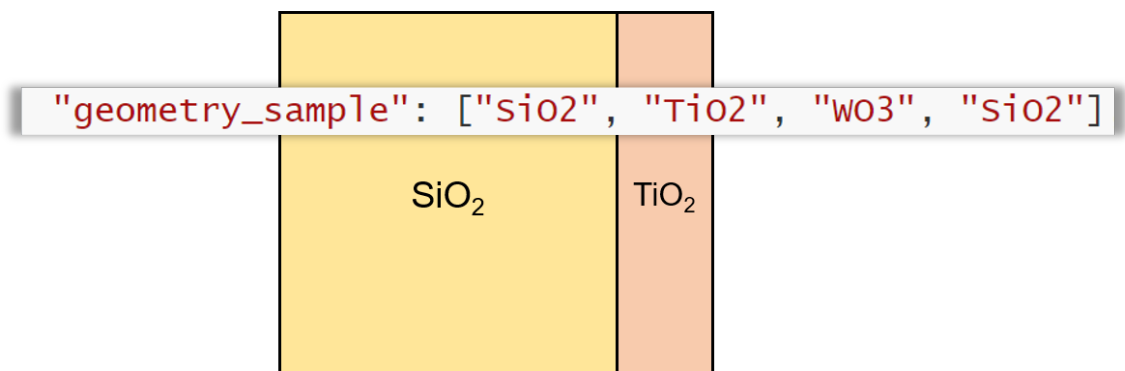 "geometry_sample": ["SiO2", "TiO2", "WO3", "SiO2"]
SiO₂ TiO₂